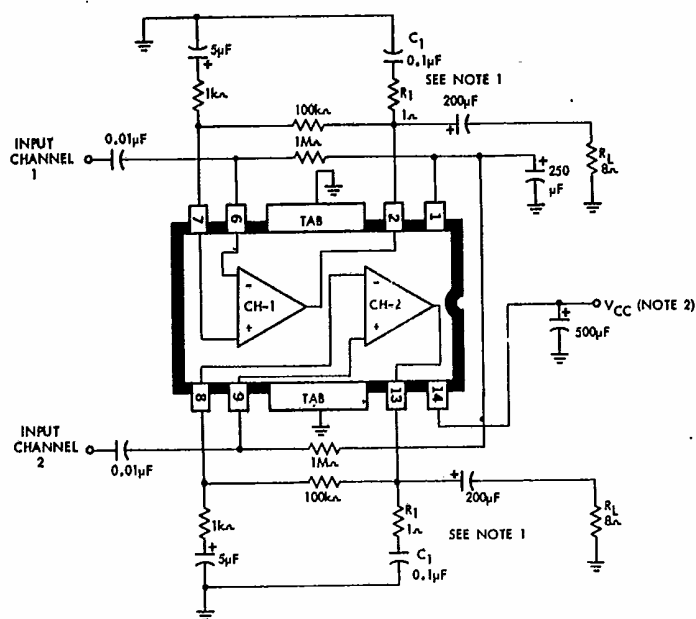 5µF
+
C1
0.1µF
SEE NOTE 1
1kΩ
R1
1Ω
200µF
+
100kΩ
INPUT
CHANNEL
1
0.01µF
1MΩ
+
250
µF
RL
8Ω
7
6
TAB
2
1
-
CH-1
+
-
CH-2
+
VCC (NOTE 2)
+
500µF
8
9
TAB
13
14
INPUT
CHANNEL
2
0.01µF
1MΩ
+
200µF
100kΩ
1kΩ
R1
1Ω
SEE NOTE 1
RL
8Ω
+
5µF
C1
0.1µF